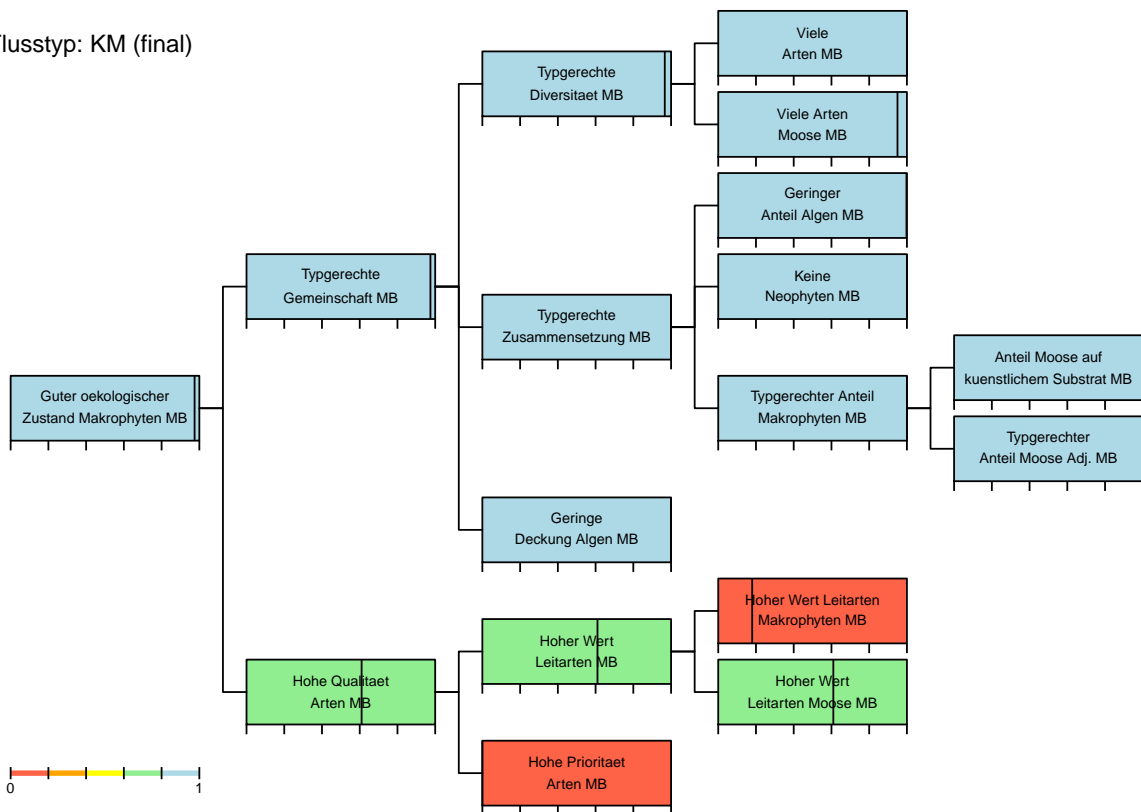 lusstyp: KM (final)
Viele
Arten MB
Typgerechte
Diversitaet MB
Viele Arten
Moose MB
Geringer
Anteil Algen MB
Typgerechte
Gemeinschaft MB
Keine
Neophyten MB
Typgerechte
Zusammensetzung MB
Anteil Moose auf
kuenstlichem Substrat MB
Guter oekologischer
Zustand Makrophyten MB
Typgerechter Anteil
Makrophyten MB
Typgerechter
Anteil Moose Adj. MB
Geringe
Deckung Algen MB
Hoher Wert Leitarten
Makrophyten MB
Hoher Wert
Leitarten MB
Hohe Qualitaet
Arten MB
Hoher Wert
Leitarten Moose MB
Hohe Prioritaet
Arten MB
0 1